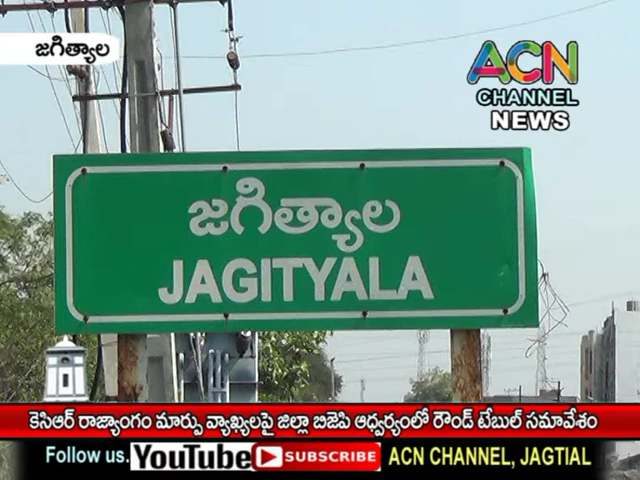 జగిత్యాల
ACN
CHANNEL
NEWS
జగిత్యాల
JAGITYALA
కెసిఆర్ రాజ్యాంగం మార్పు వ్యాఖ్యలపై జిల్లా బిజెపి ఆధ్వర్యంలో రౌండ్ టేబుల్ సమావేశం
Follow us. YouTube SUBSCRIBE ACN CHANNEL, JAGTIAL